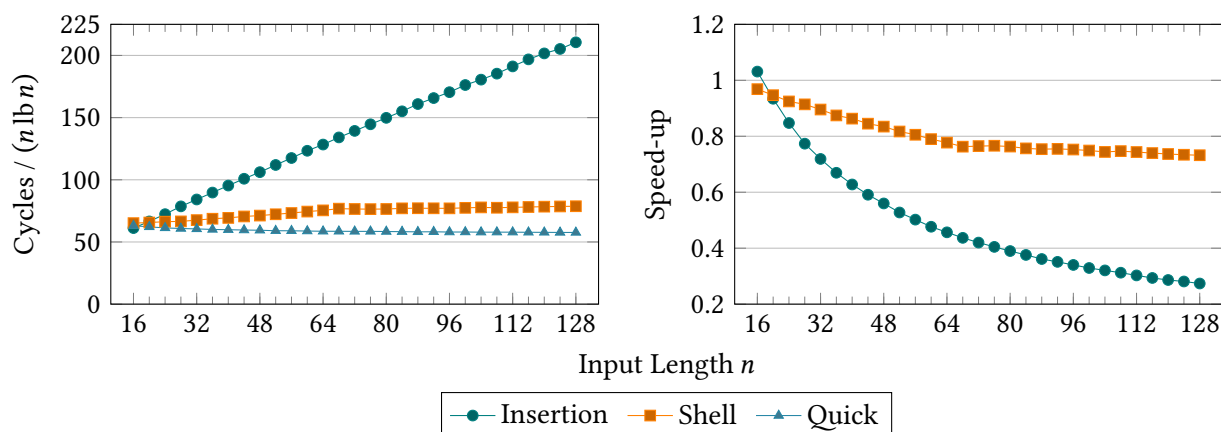 Cycles / (n lb n)
225
200
150
100
50
0
16 32 48 64 80 96 112 128
Speed-up
1.2
1
0.8
0.6
0.4
0.2
16 32 48 64 80 96 112 128
Input Length n
Insertion Shell Quick